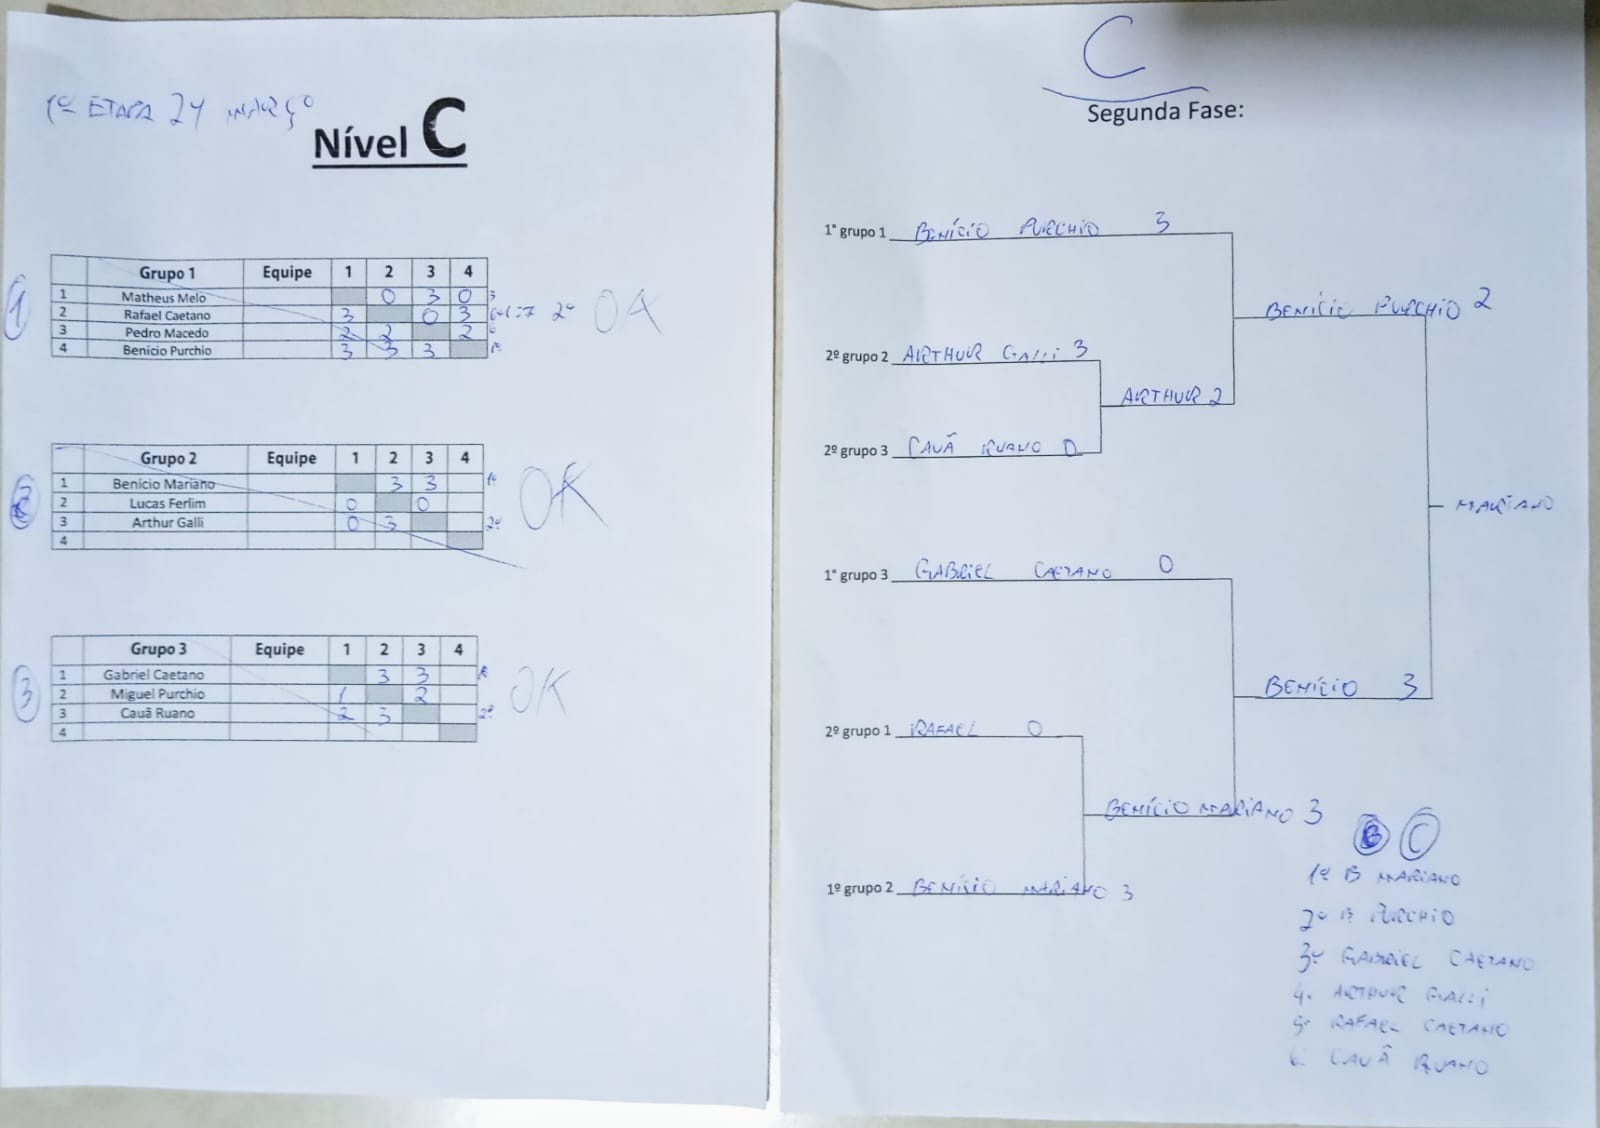 1ª ETAPA 24 MARÇO
Nível C
1
Grupo 1 Equipe 1 2 3 4
1 Matheus Melo 0 3 0 3
2 Rafael Caetano 3 0 3 2º
3 Pedro Macedo 2 2 2 6
4 Benício Purchio 3 3 3 1º
OA
2
Grupo 2 Equipe 1 2 3 4
1 Benício Mariano 3 3 1º
2 Lucas Ferlim 0 0
3 Arthur Galli 0 3 2º
4
OK
3
Grupo 3 Equipe 1 2 3 4
1 Gabriel Caetano 3 3
2 Miguel Purchio 1 2
3 Cauã Ruano 2 3 2º
4
OK
C
Segunda Fase:
1° grupo 1 BENÍCIO PURCHIO 3
BENÍCIO PURCHIO 2
2º grupo 2 ARTHUR GALLI 3
ARTHUR 2
2º grupo 3 CAUÃ RUANO 0
MARIANO
1° grupo 3 GABRIEL CAETANO 0
BENÍCIO 3
2º grupo 1 RAFAEL 0
BENÍCIO MARIANO 3
1º grupo 2 BENÍCIO MARIANO 3
C
1º B MARIANO
2º B PURCHIO
3º GABRIEL CAETANO
4º ARTHUR GALLI
5º RAFAEL CAETANO
6 CAUÃ RUANO